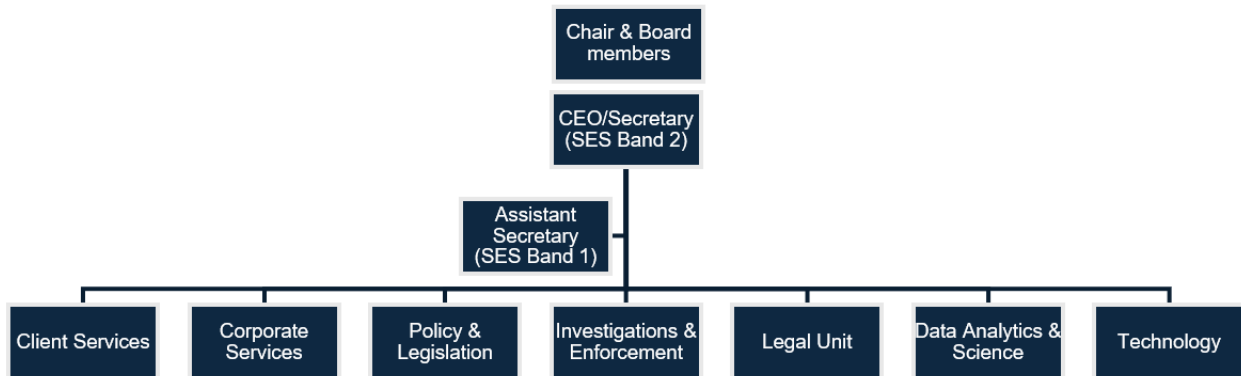 Chair & Board
members
CEO/Secretary
(SES Band 2)
Assistant
Secretary
(SES Band 1)
Client Services
Corporate
Services
Policy &
Legislation
Investigations &
Enforcement
Legal Unit
Data Analytics &
Science
Technology